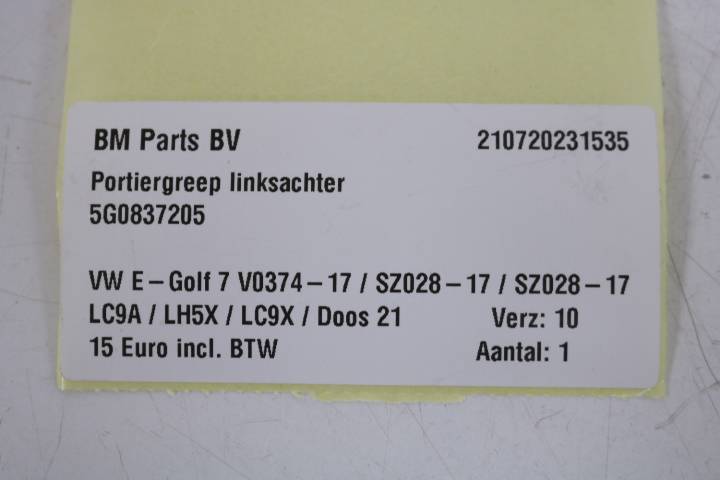 BM Parts BV 210720231535
Portiergreep linksachter
5G0837205
VW E-Golf 7 V0374-17 / SZ028-17 / SZ028-17
LC9A / LH5X / LC9X / Doos 21 Verz: 10
15 Euro incl. BTW Aantal: 1